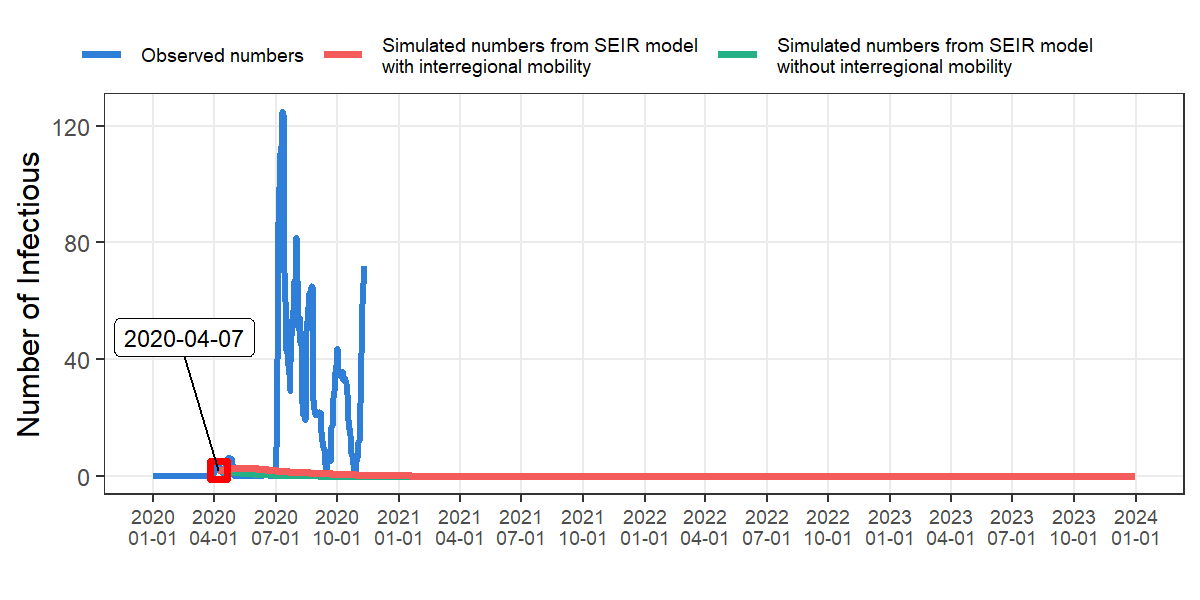 Observed numbers
Simulated numbers from SEIR model
with interregional mobility
Simulated numbers from SEIR model
without interregional mobility
Number of Infectious
120
80
40
0
2020-04-07
2020 2020 2020 2020 2021 2021 2021 2021 2022 2022 2022 2022 2023 2023 2023 2023 2024
01-01 04-01 07-01 10-01 01-01 04-01 07-01 10-01 01-01 04-01 07-01 10-01 01-01 04-01 07-01 10-01 01-01